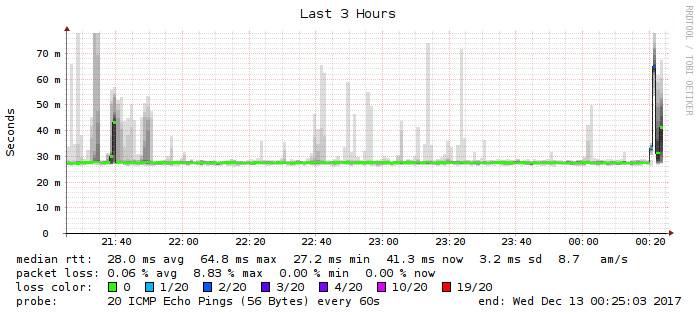 Last 3 Hours
RRDTOOL / TOBI OETIKER
Seconds
70 m
60 m
50 m
40 m
30 m
20 m
10 m
0
21:40 22:00 22:20 22:40 23:00 23:20 23:40 00:00 00:20
median rtt: 28.0 ms avg 64.8 ms max 27.2 ms min 41.3 ms now 3.2 ms sd 8.7 am/s
packet loss: 0.06 % avg 8.83 % max 0.00 % min 0.00 % now
loss color: 0 1/20 2/20 3/20 4/20 10/20 19/20
probe: 20 ICMP Echo Pings (56 Bytes) every 60s end: Wed Dec 13 00:25:03 2017